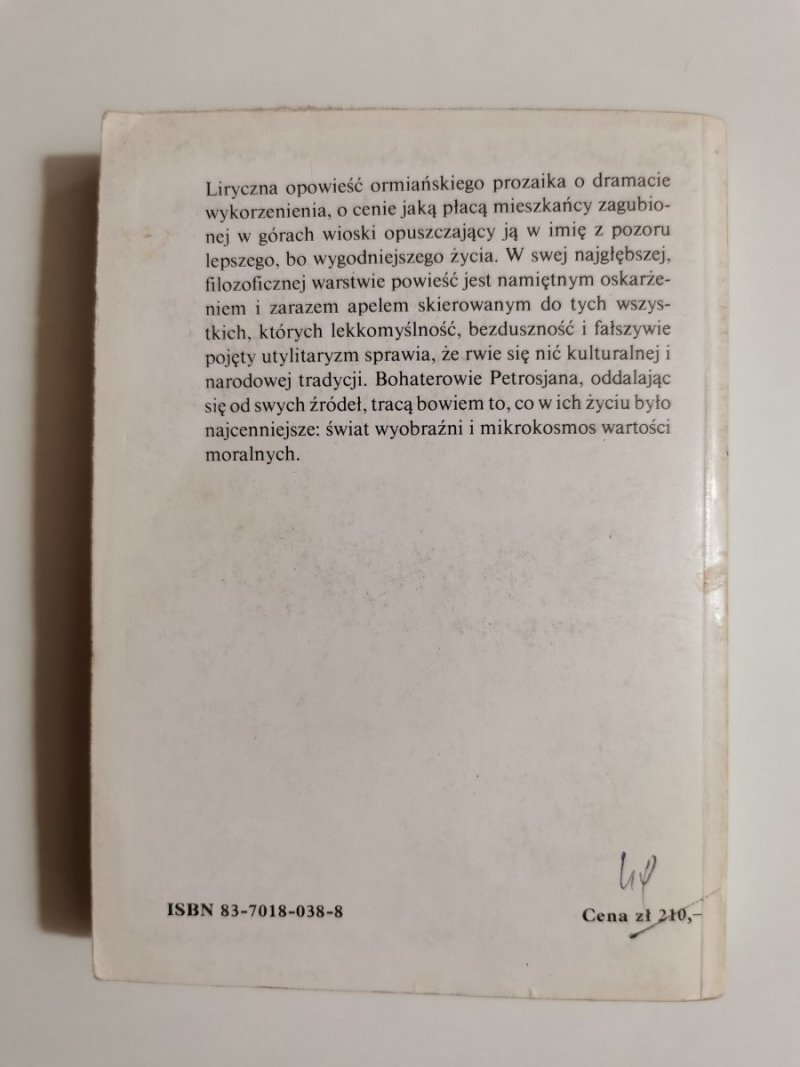 Liryczna opowieść ormiańskiego prozaika o dramacie
wykorzenienia, o cenie jaką płacą mieszkańcy zagubio-
nej w górach wioski opuszczający ją w imię z pozoru
lepszego, bo wygodniejszego życia. W swej najgłębszej,
filozoficznej warstwie powieść jest namiętnym oskarże-
niem i zarazem apelem skierowanym do tych wszys-
tkich, których lekkomyślność, bezduszność i fałszywie
pojęty utylitaryzm sprawia, że rwie się nić kulturalnej i
narodowej tradycji. Bohaterowie Petrosjana, oddalając
się od swych źródeł, tracą bowiem to, co w ich życiu było
najcenniejsze: świat wyobraźni i mikrokosmos wartości
moralnych.
ISBN 83-7018-038-8
Cena zł 210,-